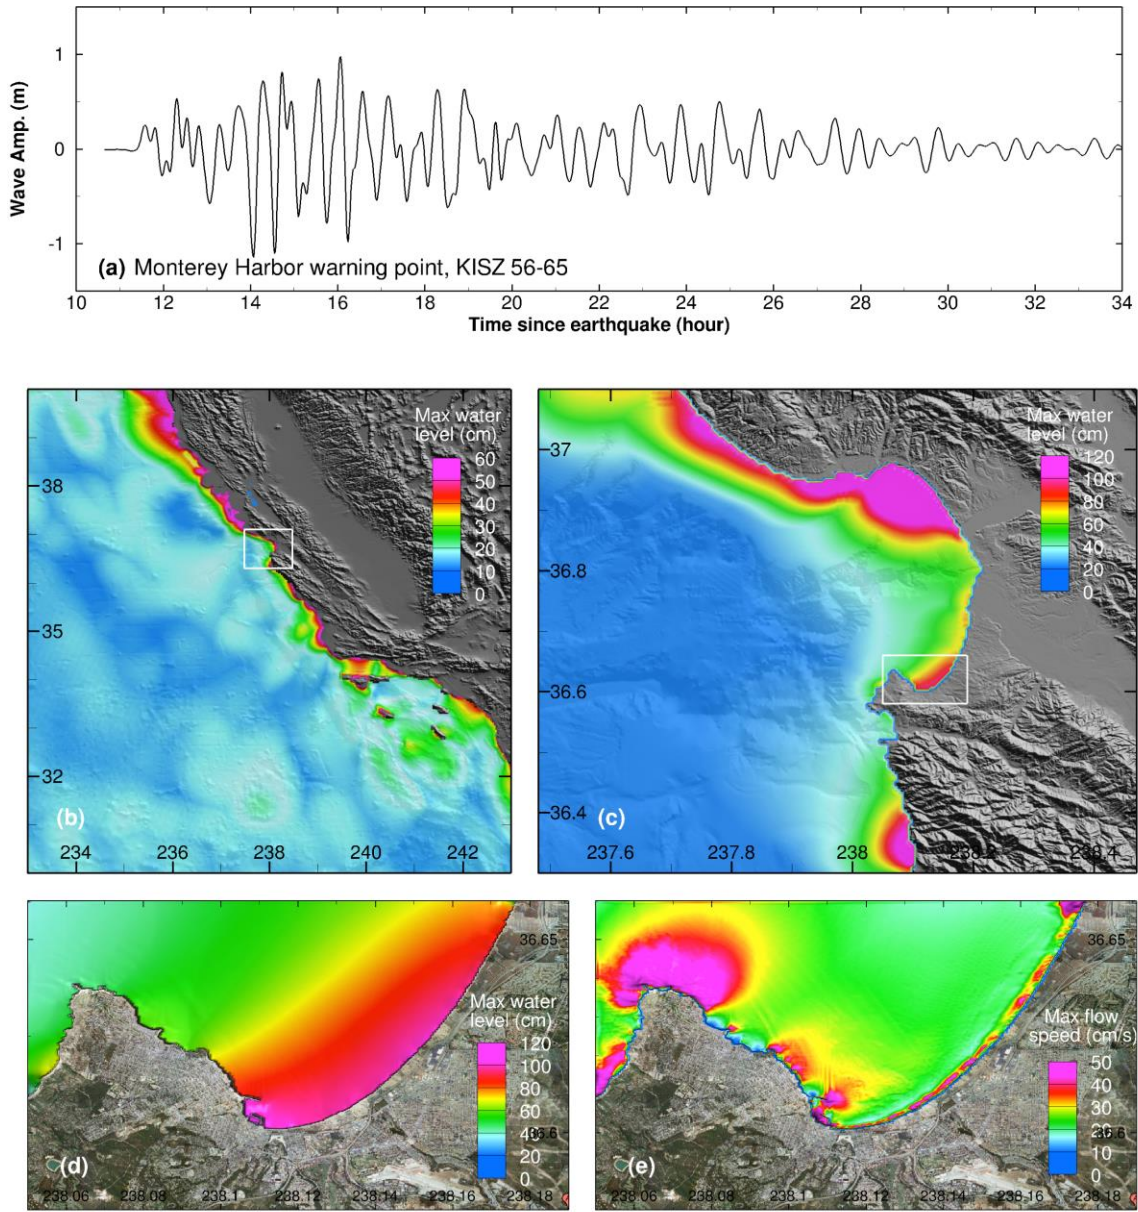 1
0
-1
Wave Amp. (m)
(a) Monterey Harbor warning point, KISZ 56-65
10 12 14 16 18 20 22 24 26 28 30 32 34
Time since earthquake (hour)
Max water
level (cm)
60
50
40
30
20
10
0
38
35
32
(b)
234 236 238 240 242
Max water
level (cm)
120
100
80
60
40
20
0
37
36.8
36.6
36.4
(c)
237.6 237.8 238 238.2 238.4
36.65
Max water
level (cm)
120
100
80
60
40
20
0
36.6
(d)
238.06 238.08 238.1 238.12 238.14 238.16 238.18
36.65
Max flow
speed (cm/s)
50
40
30
20
10
0
36.6
(e)
238.06 238.08 238.1 238.12 238.14 238.16 238.18